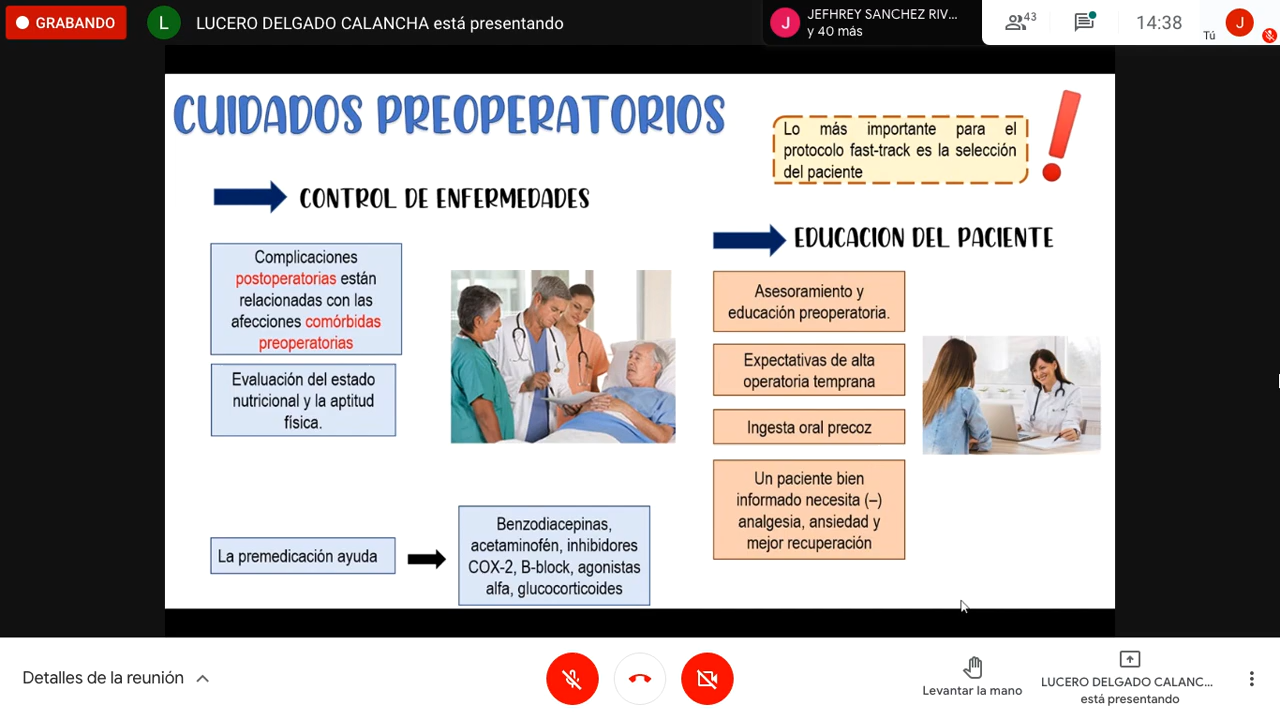 GRABANDO
L
LUCERO DELGADO CALANCHA está presentando
J
JEFHREY SANCHEZ RIV...
y 40 más
43
14:38
Tú
J
CUIDADOS PREOPERATORIOS
Lo más importante para el
protocolo fast-track es la selección
del paciente
CONTROL DE ENFERMEDADES
Complicaciones
postoperatorias están
relacionadas con las
afecciones comórbidas
preoperatorias
Evaluación del estado
nutricional y la aptitud
física.
La premedicación ayuda
Benzodiacepinas,
acetaminofén, inhibidores
COX-2, B-block, agonistas
alfa, glucocorticoides
EDUCACION DEL PACIENTE
Asesoramiento y
educación preoperatoria.
Expectativas de alta
operatoria temprana
Ingesta oral precoz
Un paciente bien
informado necesita (–)
analgesia, ansiedad y
mejor recuperación
Detalles de la reunión
Levantar la mano
LUCERO DELGADO CALANC...
está presentando